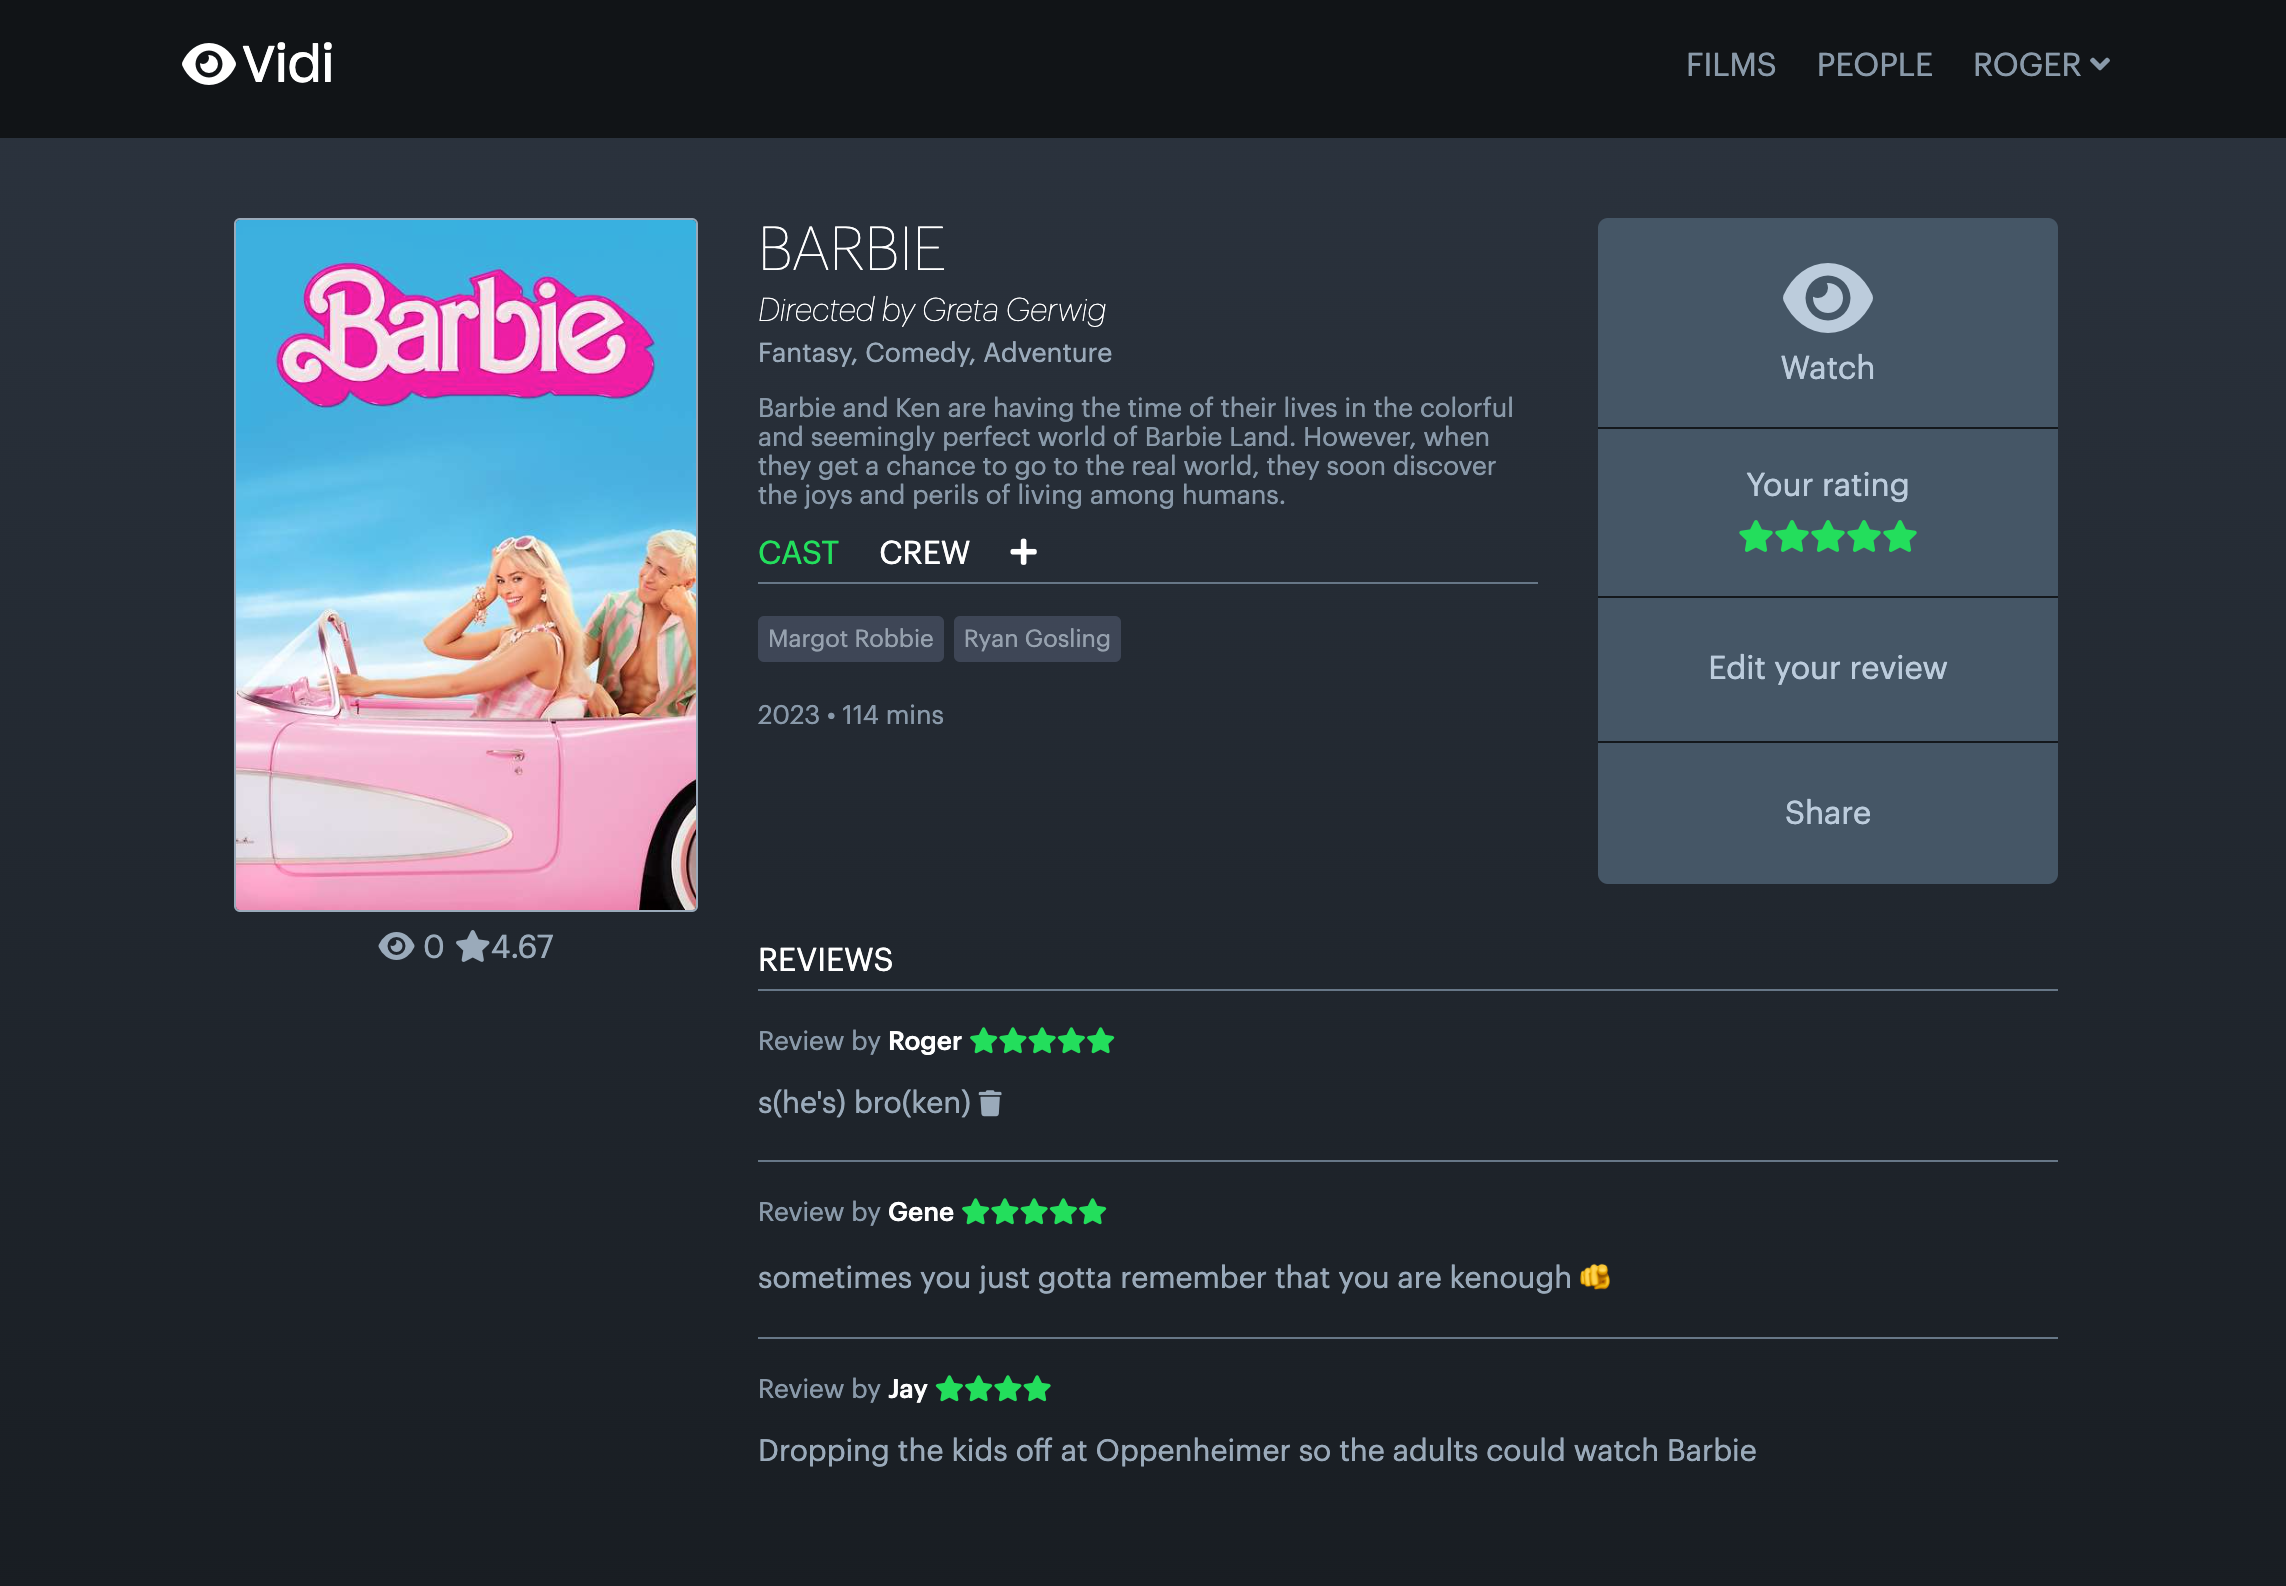 Vidi
FILMS PEOPLE ROGER
Barbie
BARBIE
Directed by Greta Gerwig
Fantasy, Comedy, Adventure
Barbie and Ken are having the time of their lives in the colorful
and seemingly perfect world of Barbie Land. However, when
they get a chance to go to the real world, they soon discover
the joys and perils of living among humans.
CAST CREW +
Margot Robbie Ryan Gosling
2023 • 114 mins
Watch
Your rating
Edit your review
Share
0 4.67
REVIEWS
Review by Roger
s(he's) bro(ken)
Review by Gene
sometimes you just gotta remember that you are kenough 🫵
Review by Jay
Dropping the kids off at Oppenheimer so the adults could watch Barbie